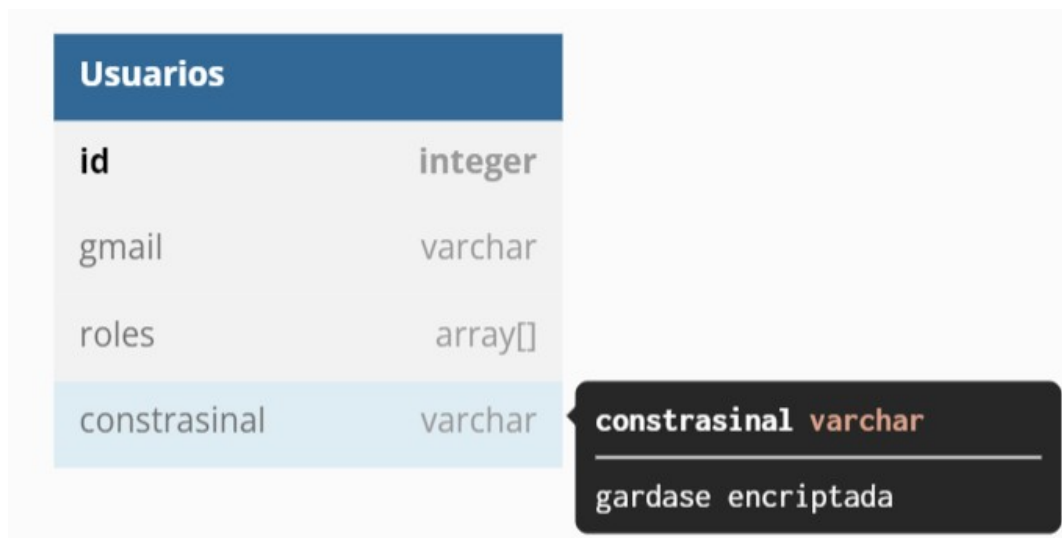 Usuarios
id integer
gmail varchar
roles array[]
constrasinal varchar
constrasinal varchar
gardase encriptada